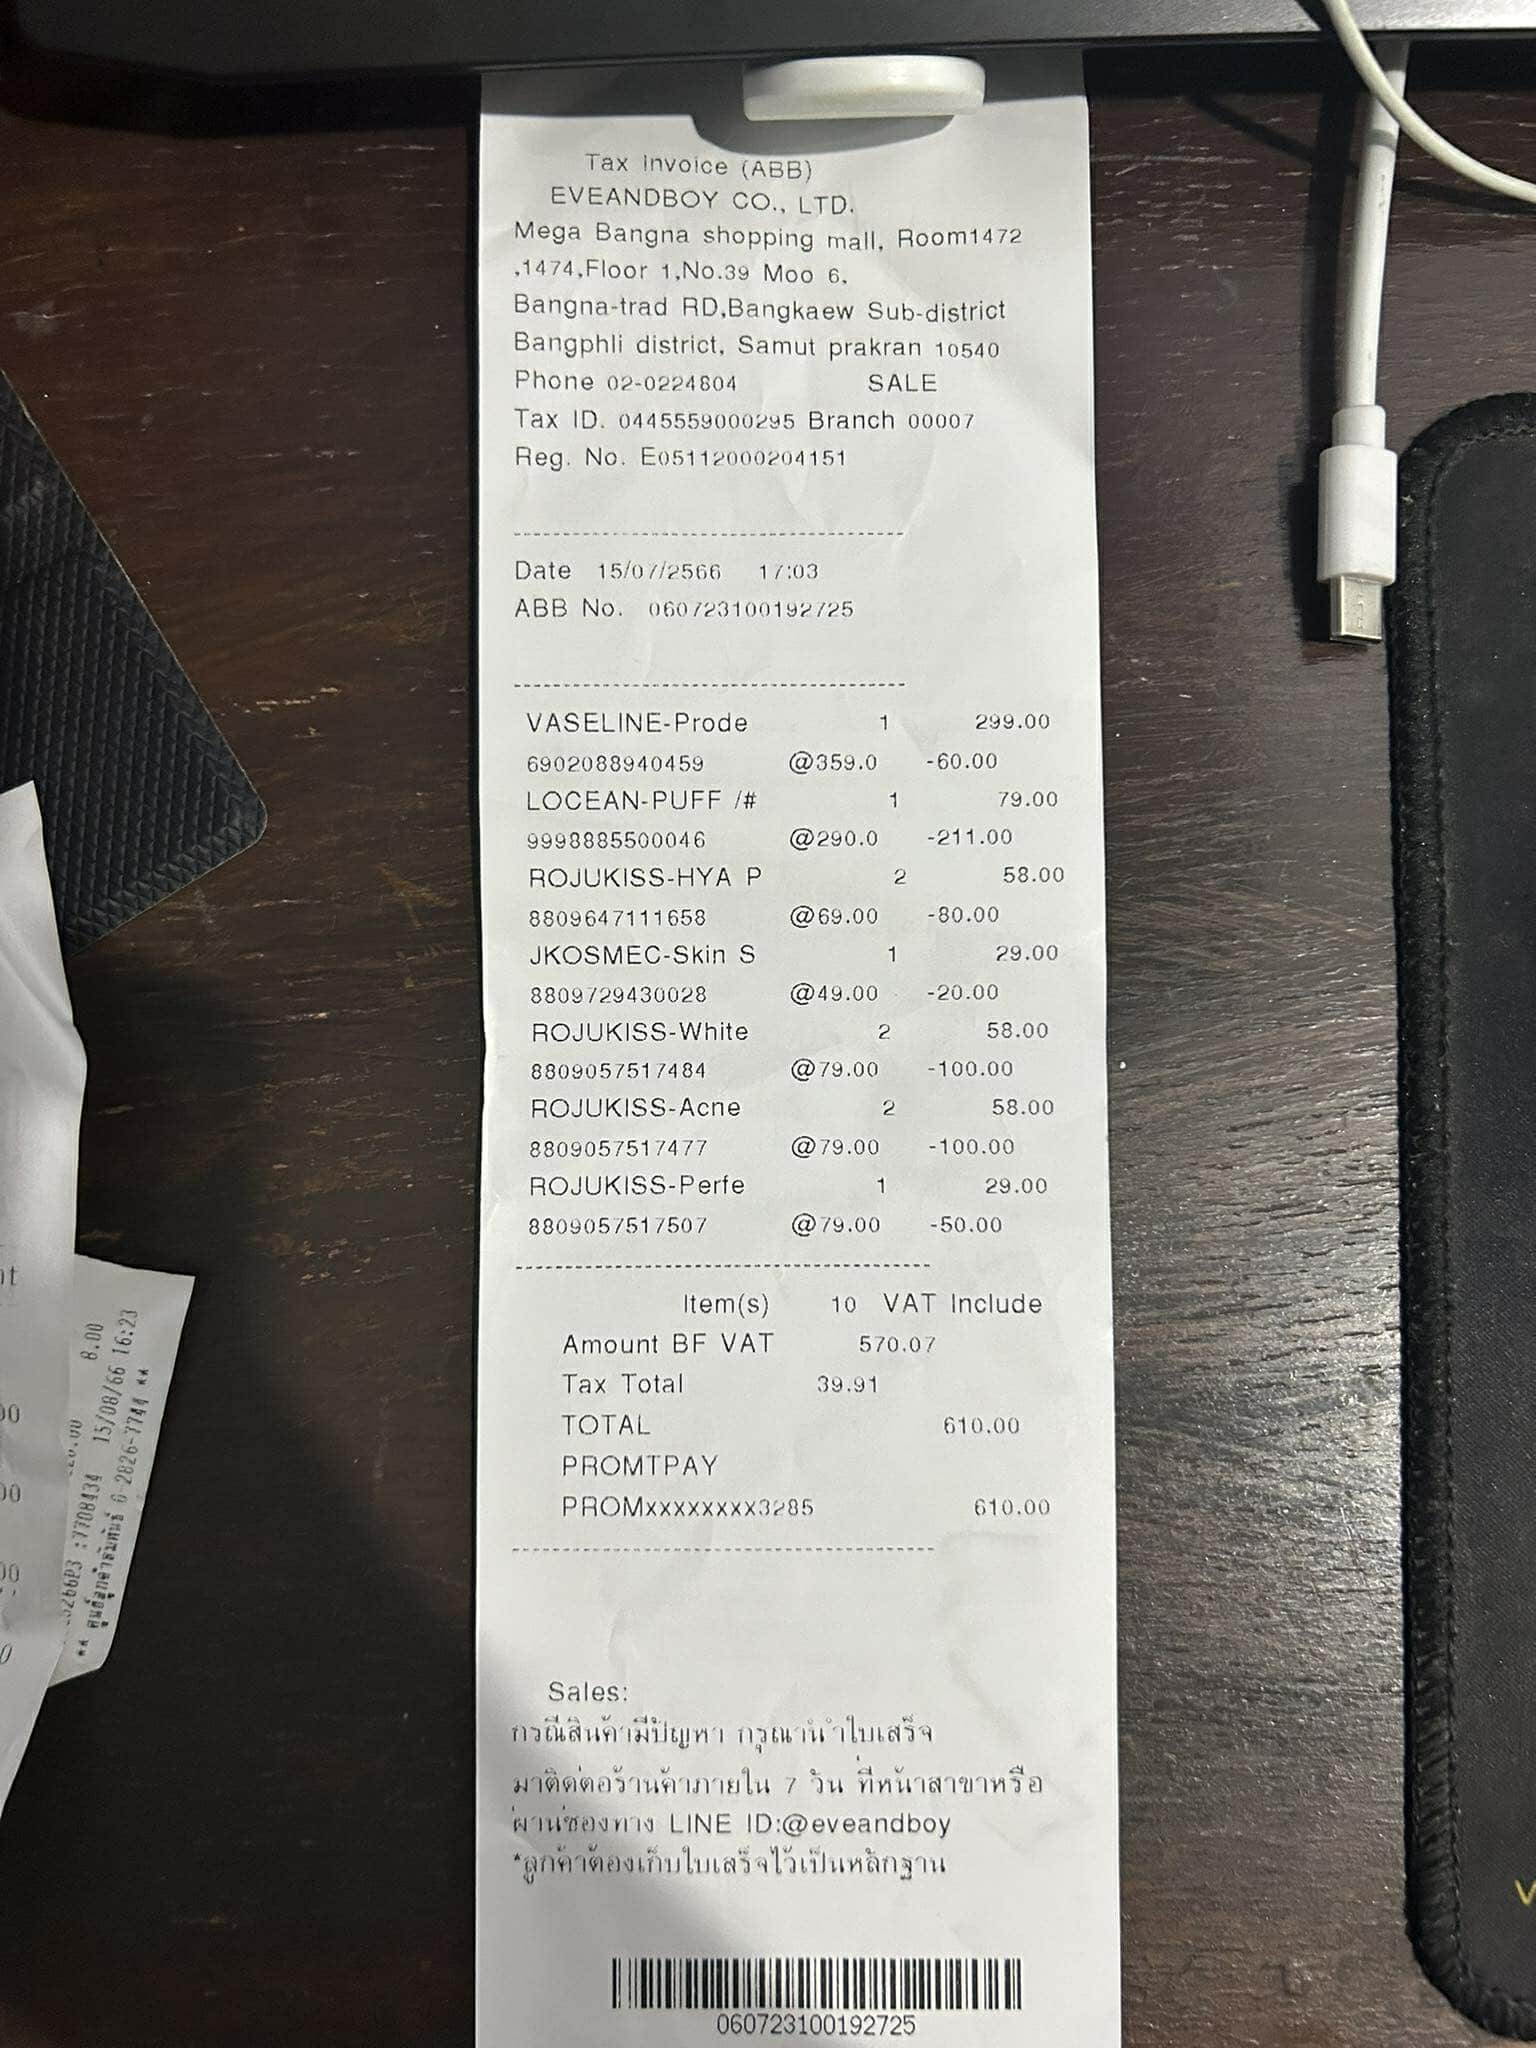 Tax Invoice (ABB)
EVEANDBOY CO., LTD.
Mega Bangna shopping mall, Room1472
,1474,Floor 1,No.39 Moo 6,
Bangna-trad RD,Bangkaew Sub-district
Bangphli district, Samut prakran 10540
Phone 02-0224804 SALE
Tax ID. 0445559000295 Branch 00007
Reg. No. E05112000204151
Date 15/07/2566 17:03
ABB No. 060723100192725
VASELINE-Prode 1 299.00
6902088940459 @359.0 -60.00
LOCEAN-PUFF /# 1 79.00
9998885500046 @290.0 -211.00
ROJUKISS-HYA P 2 58.00
8809647111658 @69.00 -80.00
JKOSMEC-Skin S 1 29.00
8809729430028 @49.00 -20.00
ROJUKISS-White 2 58.00
8809057517484 @79.00 -100.00
ROJUKISS-Acne 2 58.00
8809057517477 @79.00 -100.00
ROJUKISS-Perfe 1 29.00
8809057517507 @79.00 -50.00
Item(s) 10 VAT Include
Amount BF VAT 570.07
Tax Total 39.91
TOTAL 610.00
PROMTPAY
PROMxxxxxxxx3285 610.00
Sales:
กรณีสินค้ามีปัญหา กรุณานำใบเสร็จ
มาติดต่อร้านค้าภายใน 7 วัน ที่หน้าสาขาหรือ
ผ่านช่องทาง LINE ID:@eveandboy
*ลูกค้าต้องเก็บใบเสร็จไว้เป็นหลักฐาน
060723100192725
8.00
:7708434 15/08/66 16:23
** ศูนย์ลูกค้าสัมพันธ์ 0-2826-7744 **